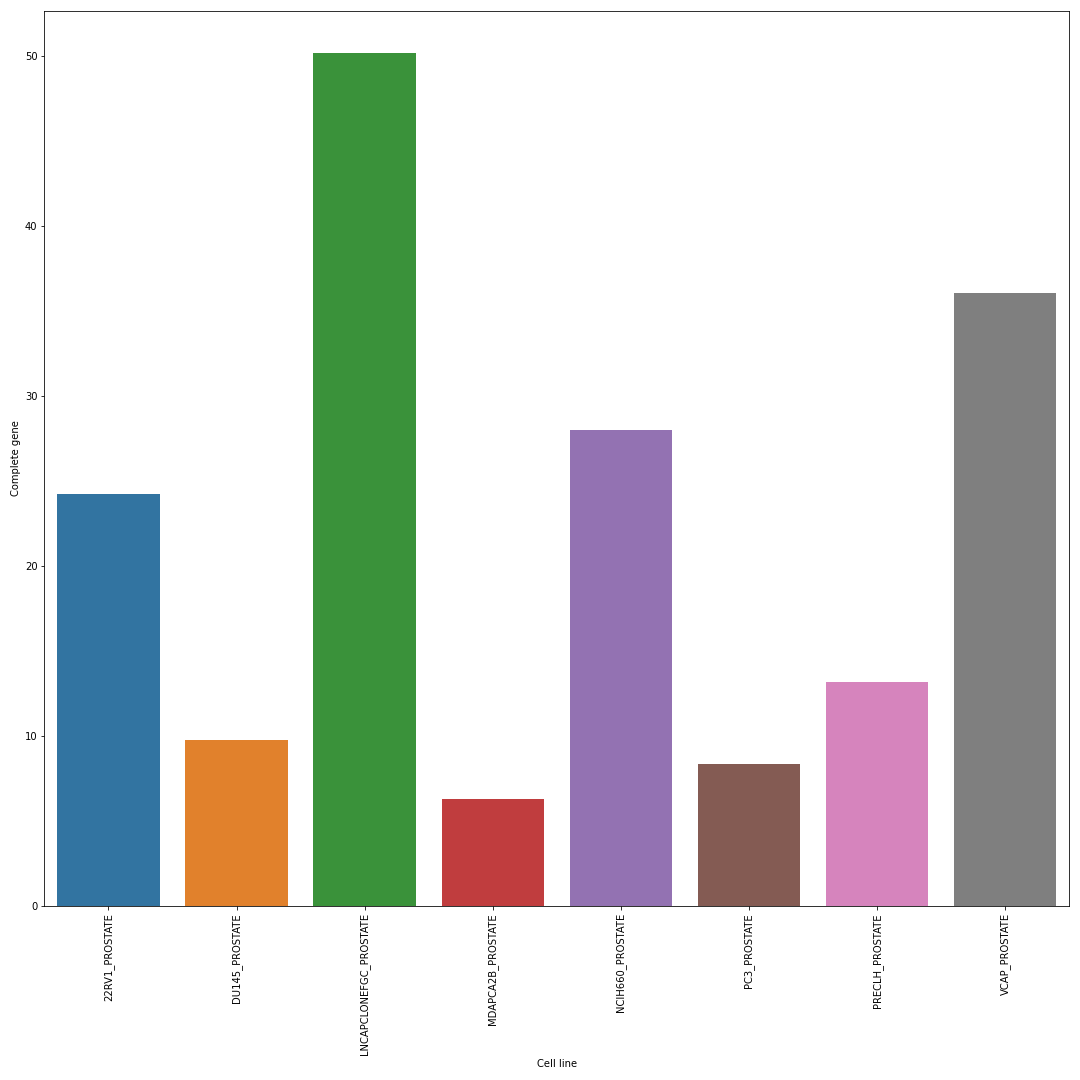 50
40
30
20
10
0
Complete gene
22RV1_PROSTATE
DU145_PROSTATE
LNCAPCLONEFGC_PROSTATE
MDAPCA2B_PROSTATE
NCIH660_PROSTATE
PC3_PROSTATE
PRECLH_PROSTATE
VCAP_PROSTATE
Cell line